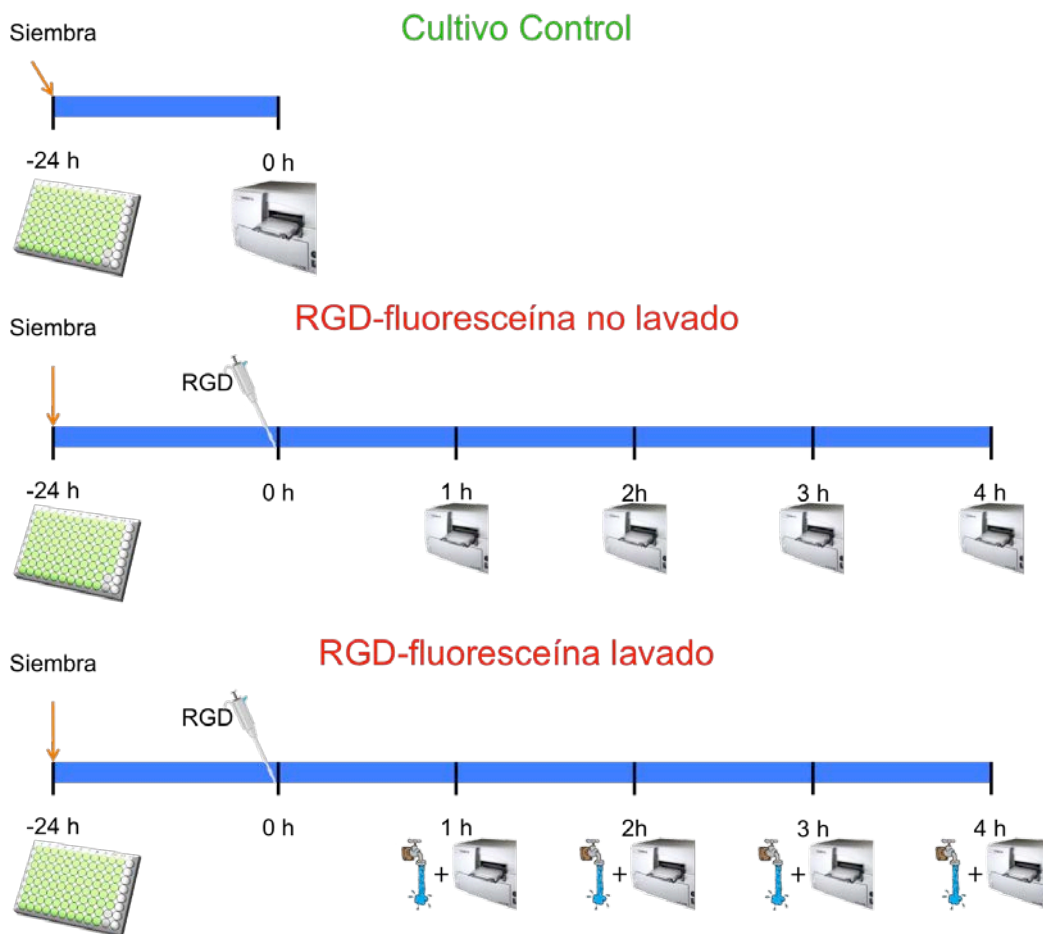 Cultivo Control
Siembra
-24 h
0 h
RGD-fluoresceína no lavado
Siembra
RGD
-24 h
0 h
1 h
2h
3 h
4 h
RGD-fluoresceína lavado
Siembra
RGD
-24 h
0 h
1 h
2h
3 h
4 h
+
+
+
+